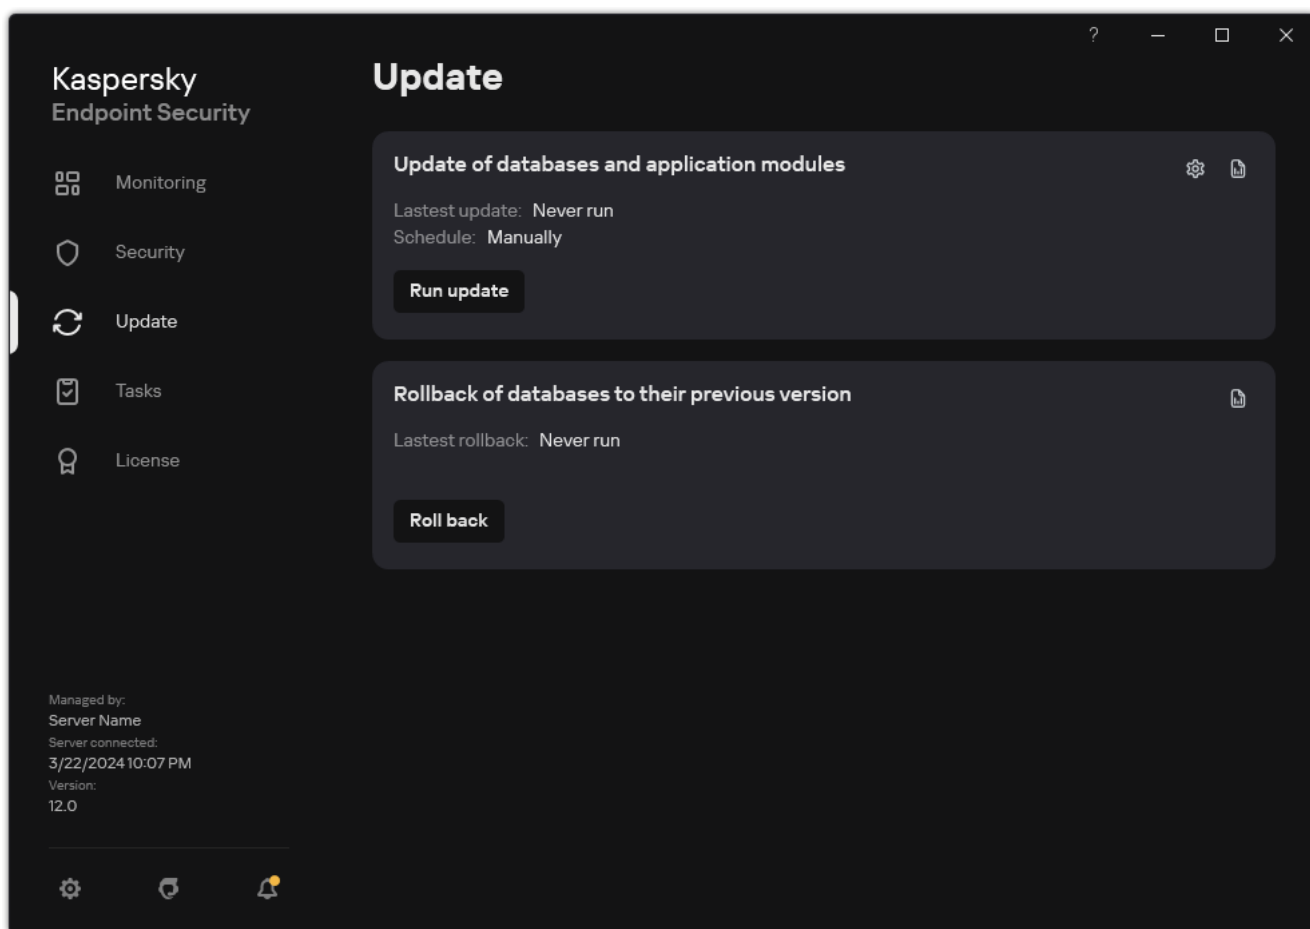 ?
Kaspersky
Endpoint Security
Monitoring
Security
Update
Tasks
License
Managed by:
Server Name
Server connected:
3/22/2024 10:07 PM
Version:
12.0
Update
Update of databases and application modules
Lastest update: Never run
Schedule: Manually
Run update
Rollback of databases to their previous version
Lastest rollback: Never run
Roll back